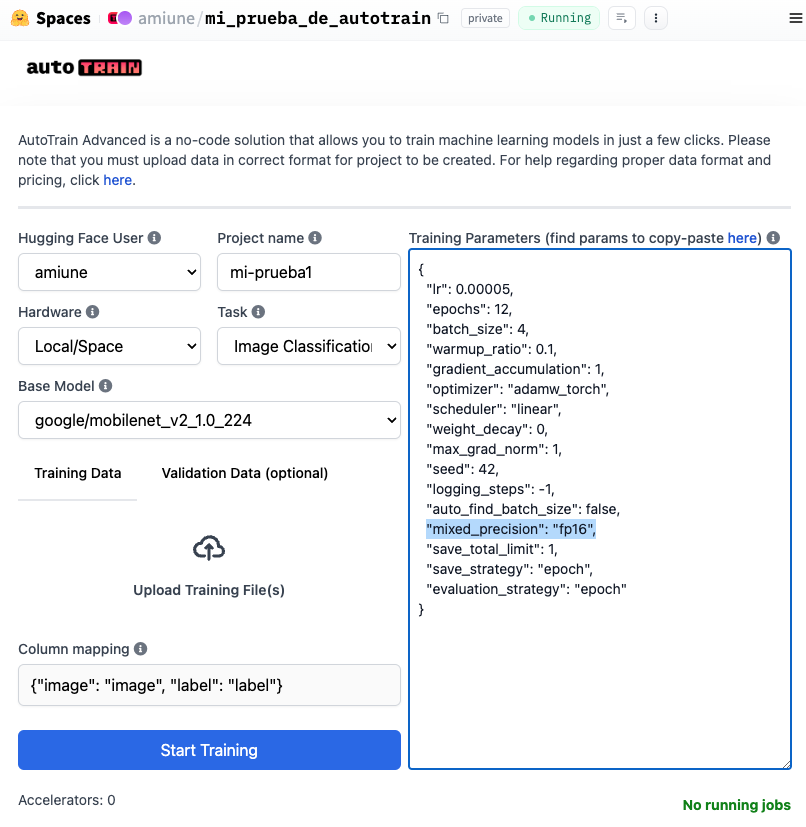 Spaces amiune/mi_prueba_de_autotrain private Running
auto TRAIN
AutoTrain Advanced is a no-code solution that allows you to train machine learning models in just a few clicks. Please
note that you must upload data in correct format for project to be created. For help regarding proper data format and
pricing, click here.
Hugging Face User
amiune
Project name
mi-prueba1
Hardware
Local/Space
Task
Image Classification
Base Model
google/mobilenet_v2_1.0_224
Training Data
Validation Data (optional)
Upload Training File(s)
Column mapping
{"image": "image", "label": "label"}
Start Training
Accelerators: 0
Training Parameters (find params to copy-paste here)
{
"lr": 0.00005,
"epochs": 12,
"batch_size": 4,
"warmup_ratio": 0.1,
"gradient_accumulation": 1,
"optimizer": "adamw_torch",
"scheduler": "linear",
"weight_decay": 0,
"max_grad_norm": 1,
"seed": 42,
"logging_steps": -1,
"auto_find_batch_size": false,
"mixed_precision": "fp16",
"save_total_limit": 1,
"save_strategy": "epoch",
"evaluation_strategy": "epoch"
}
No running jobs